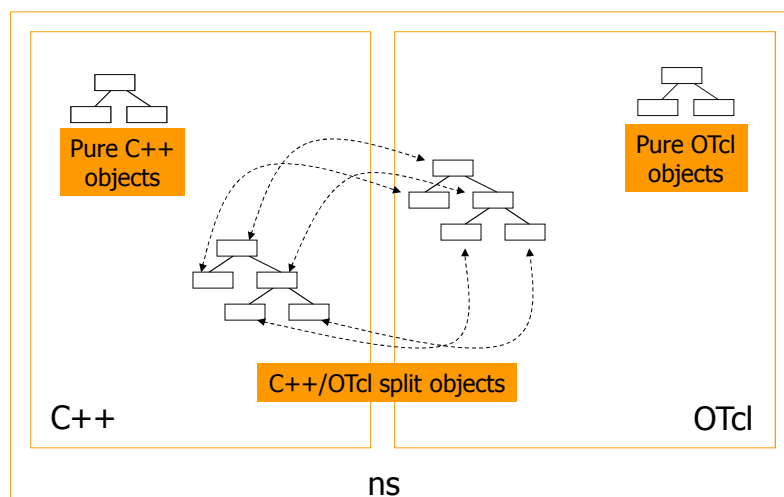 Pure C++
objects
Pure OTcl
objects
C++/OTcl split objects
C++
OTcl
ns